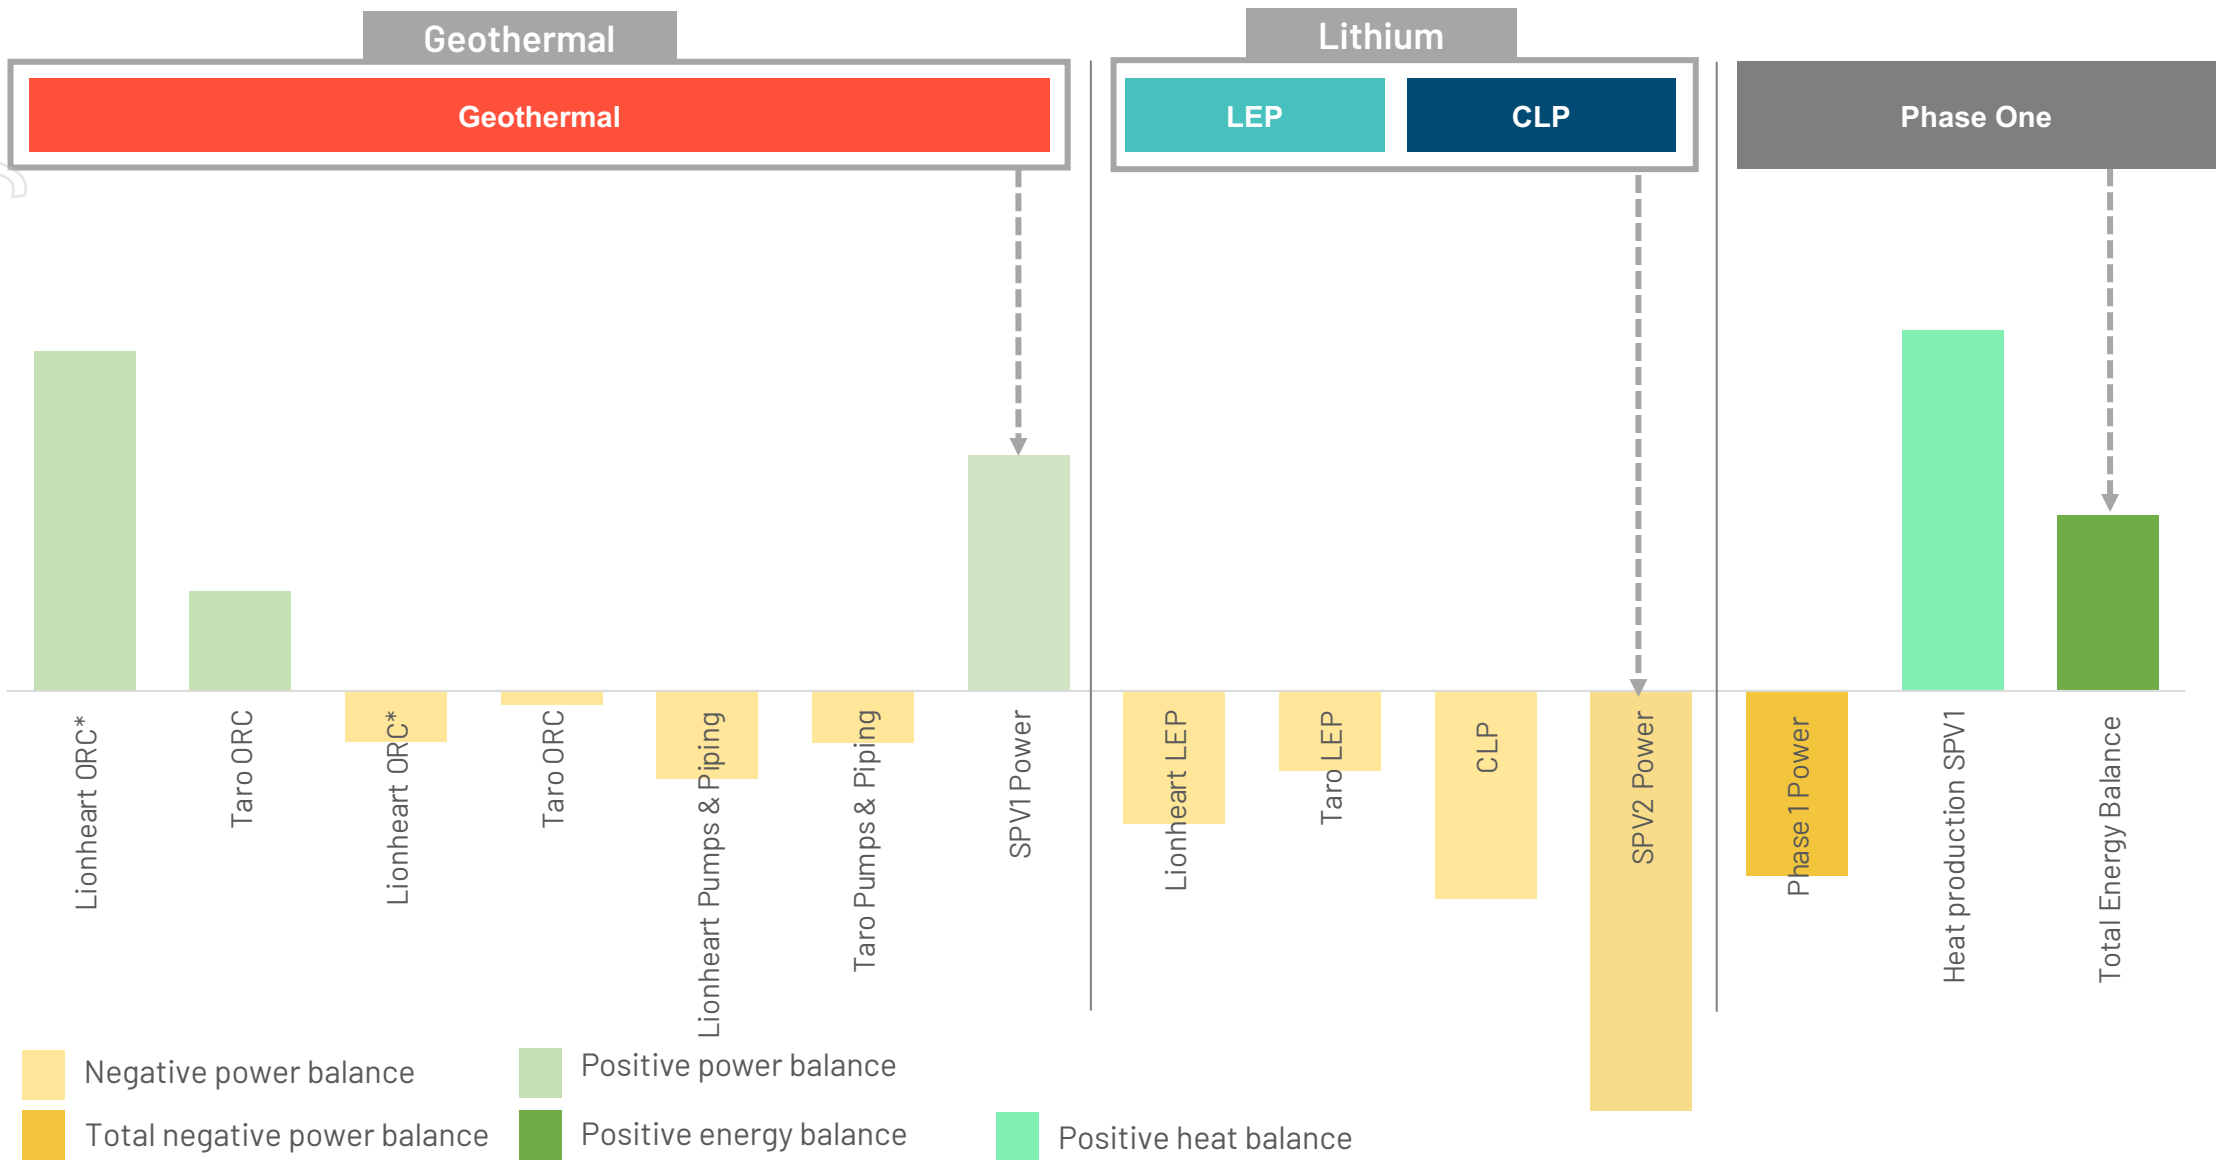 Geothermal
Lithium
Geothermal
LEP
CLP
Phase One
Lionheart ORC*
Taro ORC
Lionheart ORC*
Taro ORC
Lionheart Pumps & Piping
Taro Pumps & Piping
SPV1 Power
Lionheart LEP
Taro LEP
CLP
SPV2 Power
Phase 1 Power
Heat production SPV1
Total Energy Balance
Negative power balance
Positive power balance
Total negative power balance
Positive energy balance
Positive heat balance